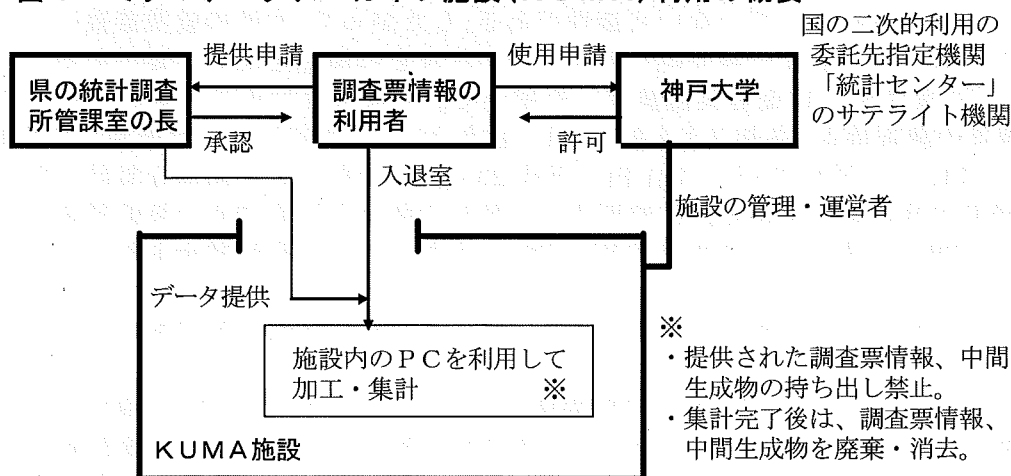 提供申請
使用申請
国の二次的利用の
委託先指定機関
「統計センター」
のサテライト機関
県の統計調査
所管課室の長
調査票情報の
利用者
神戸大学
承認
許可
入退室
施設の管理・運営者
データ提供
施設内のPCを利用して
加工・集計 ※
KUMA施設
※
・提供された調査票情報、中間
生成物の持ち出し禁止。
・集計完了後は、調査票情報、
中間生成物を廃棄・消去。